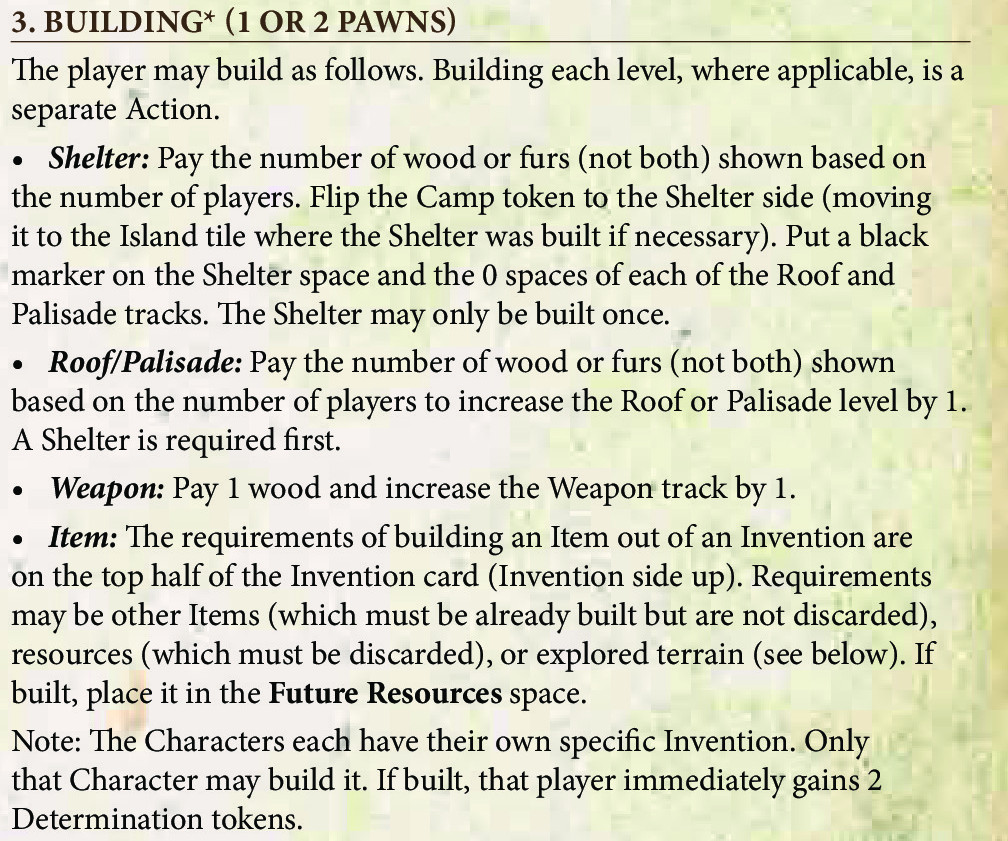 3. BUILDING* (1 OR 2 PAWNS)
The player may build as follows. Building each level, where applicable, is a
separate Action.
• Shelter: Pay the number of wood or furs (not both) shown based on
the number of players. Flip the Camp token to the Shelter side (moving
it to the Island tile where the Shelter was built if necessary). Put a black
marker on the Shelter space and the 0 spaces of each of the Roof and
Palisade tracks. The Shelter may only be built once.
• Roof/Palisade: Pay the number of wood or furs (not both) shown
based on the number of players to increase the Roof or Palisade level by 1.
A Shelter is required first.
• Weapon: Pay 1 wood and increase the Weapon track by 1.
• Item: The requirements of building an Item out of an Invention are
on the top half of the Invention card (Invention side up). Requirements
may be other Items (which must be already built but are not discarded),
resources (which must be discarded), or explored terrain (see below). If
built, place it in the Future Resources space.
Note: The Characters each have their own specific Invention. Only
that Character may build it. If built, that player immediately gains 2
Determination tokens.